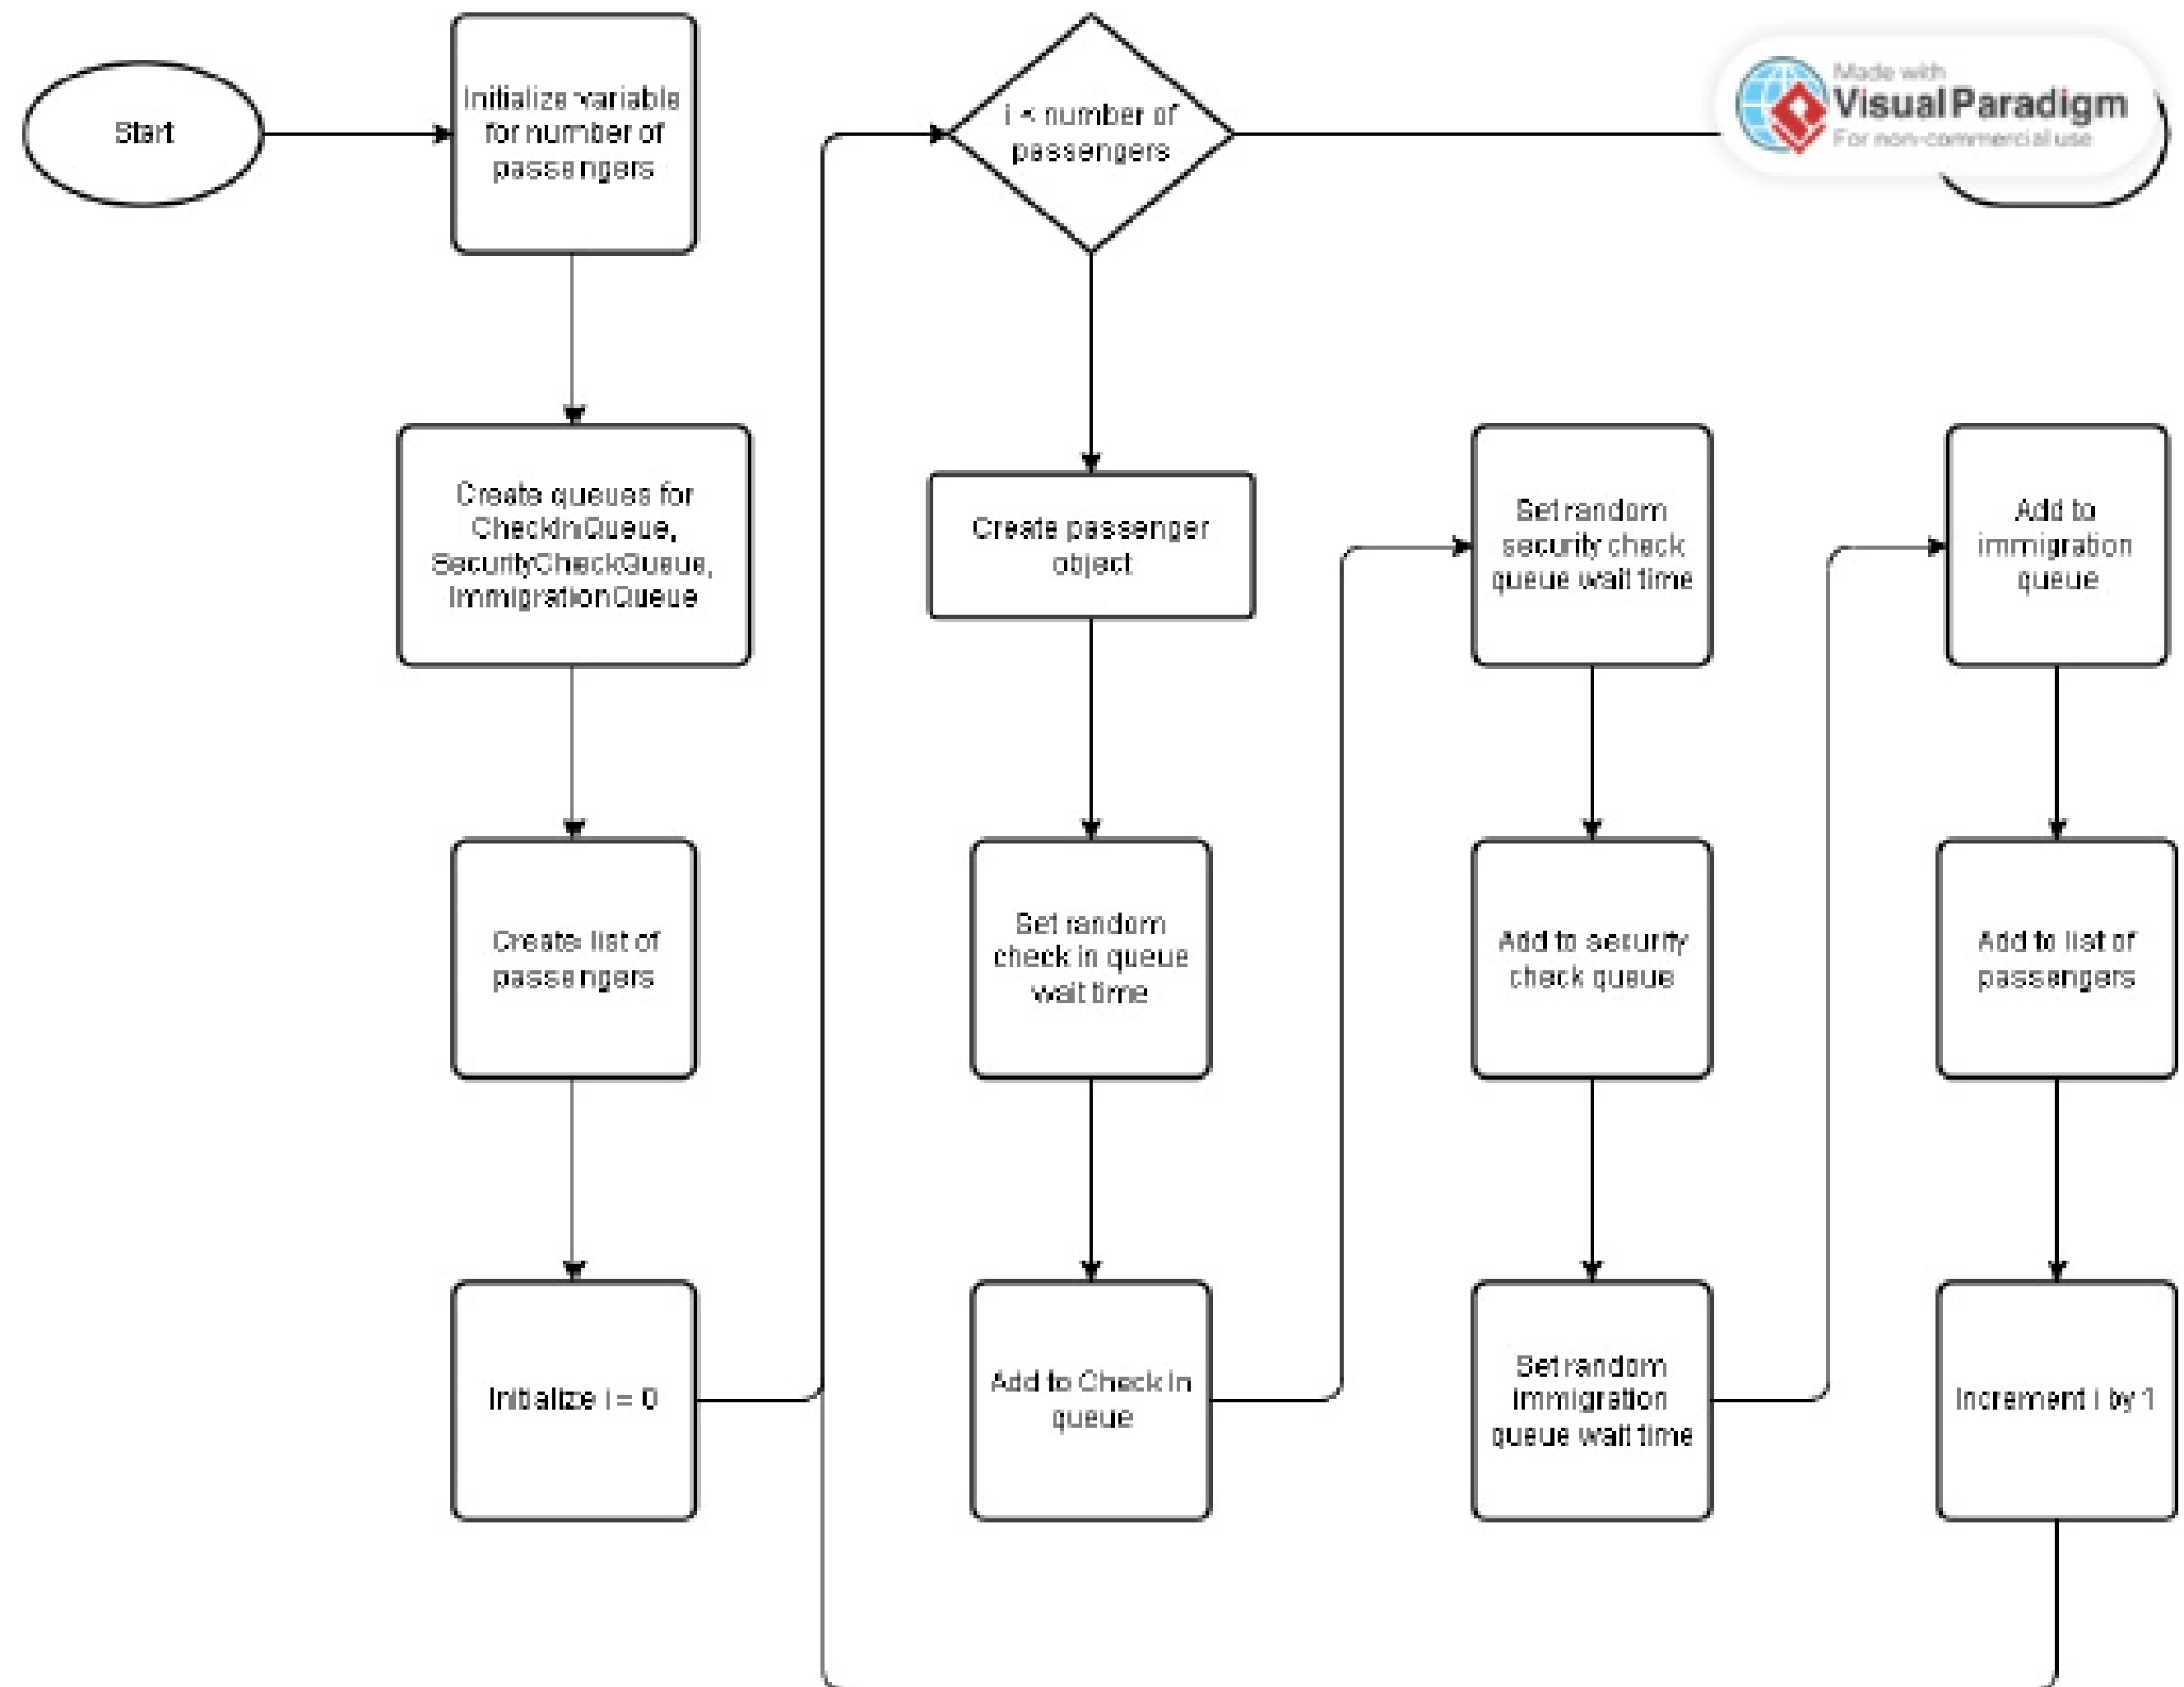 Start
Initialize variable
for number of
passengers
Create queues for
CheckInQueue,
SecurityCheckQueue,
ImmigrationQueue
Create list of
passengers
Initialize i = 0
i < number of
passengers
Create passenger
object
Set random
check in queue
wait time
Add to Check in
queue
Set random
security check
queue wait time
Add to security
check queue
Set random
immigration
queue wait time
Add to
immigration
queue
Add to list of
passengers
Increment i by 1
Made with
Visual Paradigm
For non-commercial use